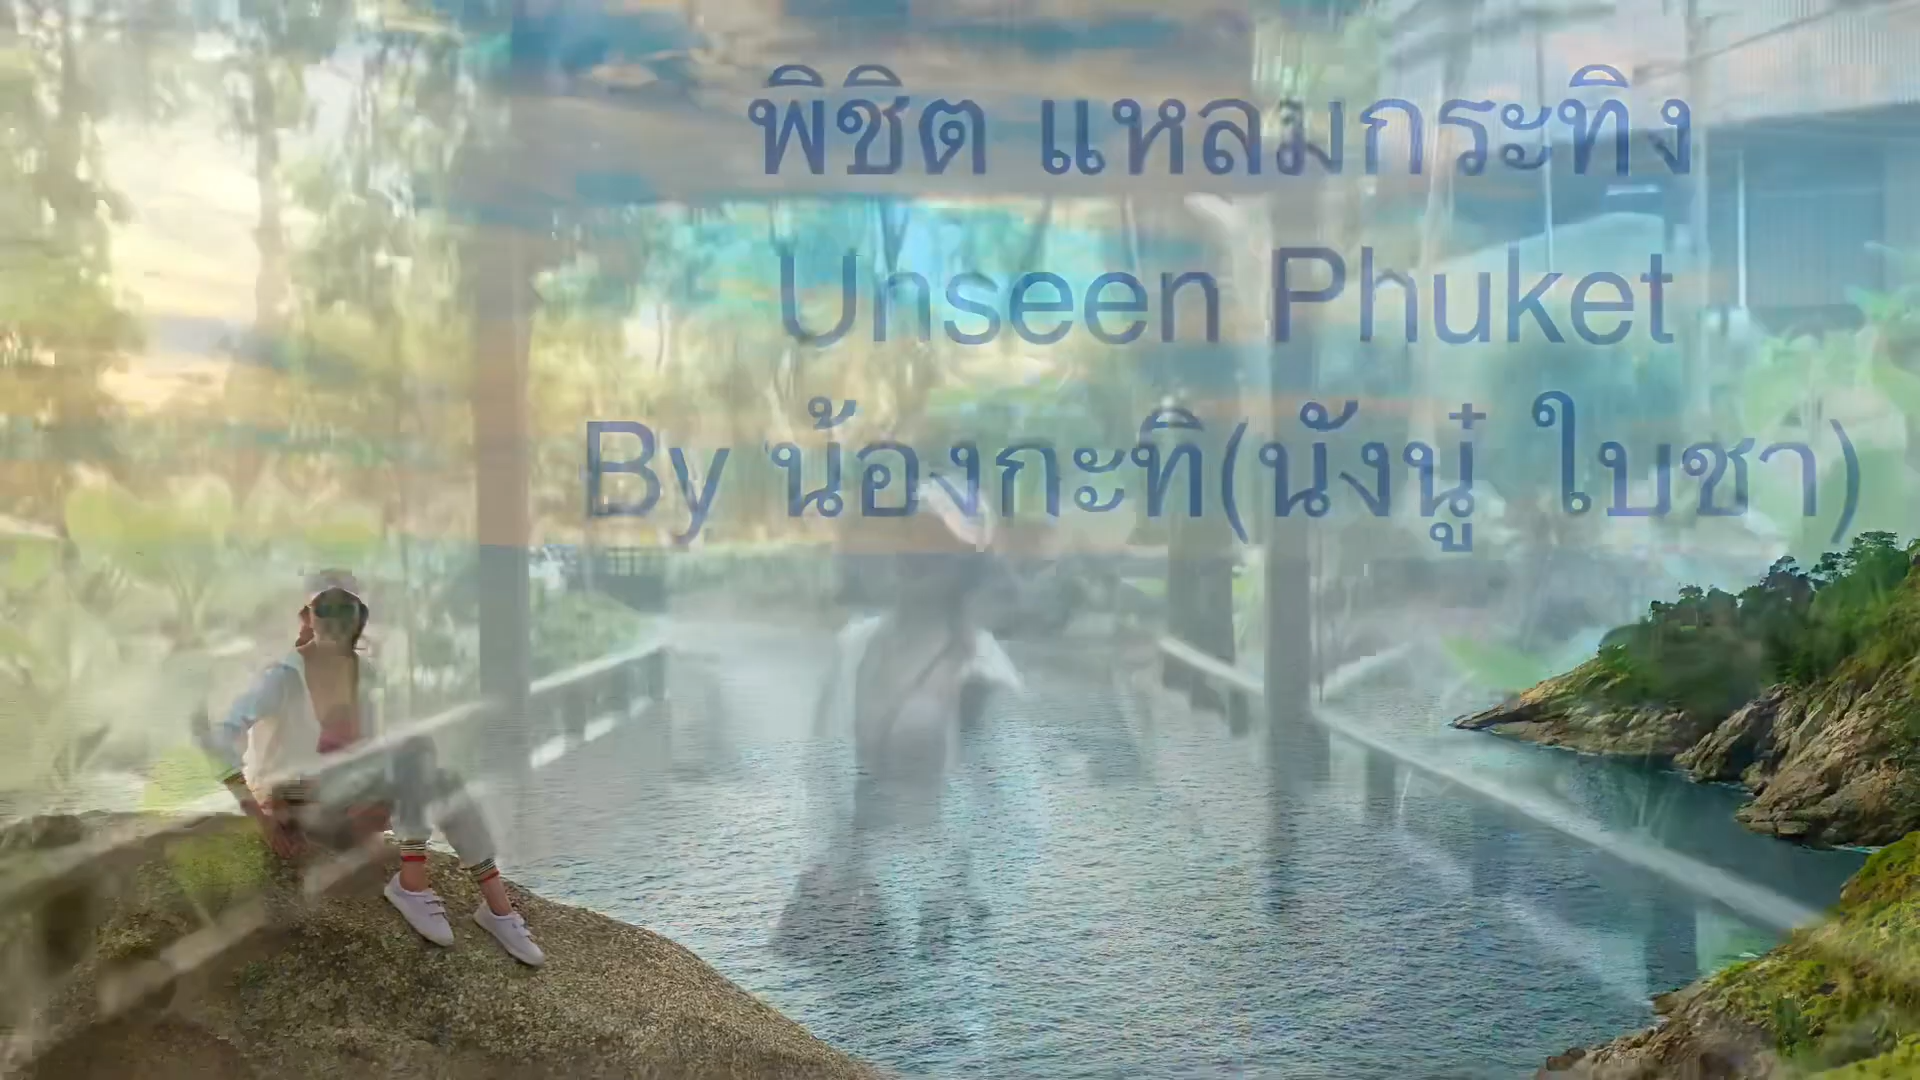 พิชิต แหลมกระทิง
Unseen Phuket
By น้องกะทิ(นังนู๋ ใบชา)